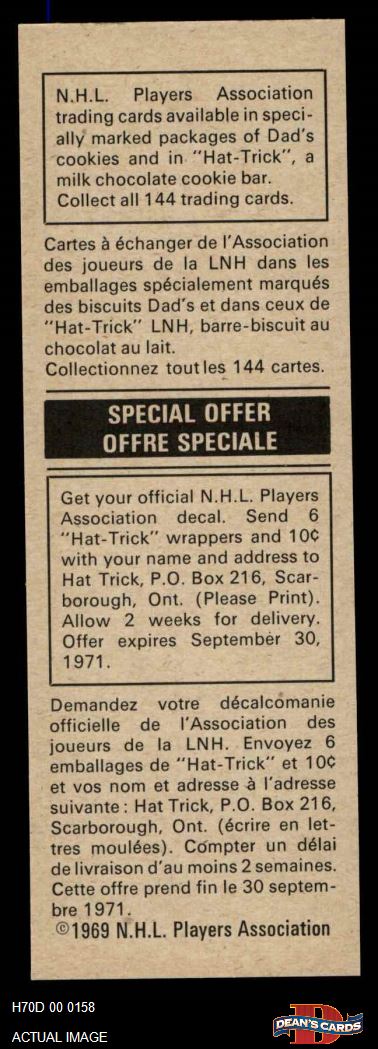 N.H.L. Players Association
trading cards available in speci-
ally marked packages of Dad's
cookies and in "Hat-Trick", a
milk chocolate cookie bar.
Collect all 144 trading cards.
Cartes à échanger de l'Association
des joueurs de la LNH dans les
emballages spécialement marqués
des biscuits Dad's et dans ceux de
"Hat-Trick" LNH, barre-biscuit au
chocolat au lait.
Collectionnez tout les 144 cartes.
SPECIAL OFFER
OFFRE SPECIALE
Get your official N.H.L. Players
Association decal. Send 6
"Hat-Trick" wrappers and 10¢
with your name and address to
Hat Trick, P.O. Box 216, Scar-
borough, Ont. (Please Print).
Allow 2 weeks for delivery.
Offer expires September 30,
1971.
Demandez votre décalcomanie
officielle de l'Association des
joueurs de la LNH. Envoyez 6
emballages de "Hat-Trick" et 10¢
et vos nom et adresse à l'adresse
suivante: Hat Trick, P.O. Box 216,
Scarborough, Ont. (écrire en let-
tres moulées). Compter un délai
de livraison d'au moins 2 semaines.
Cette offre prend fin le 30 septem-
bre 1971.
©1969 N.H.L. Players Association
H70D 00 0158
ACTUAL IMAGE
B
DEAN'S CARDS